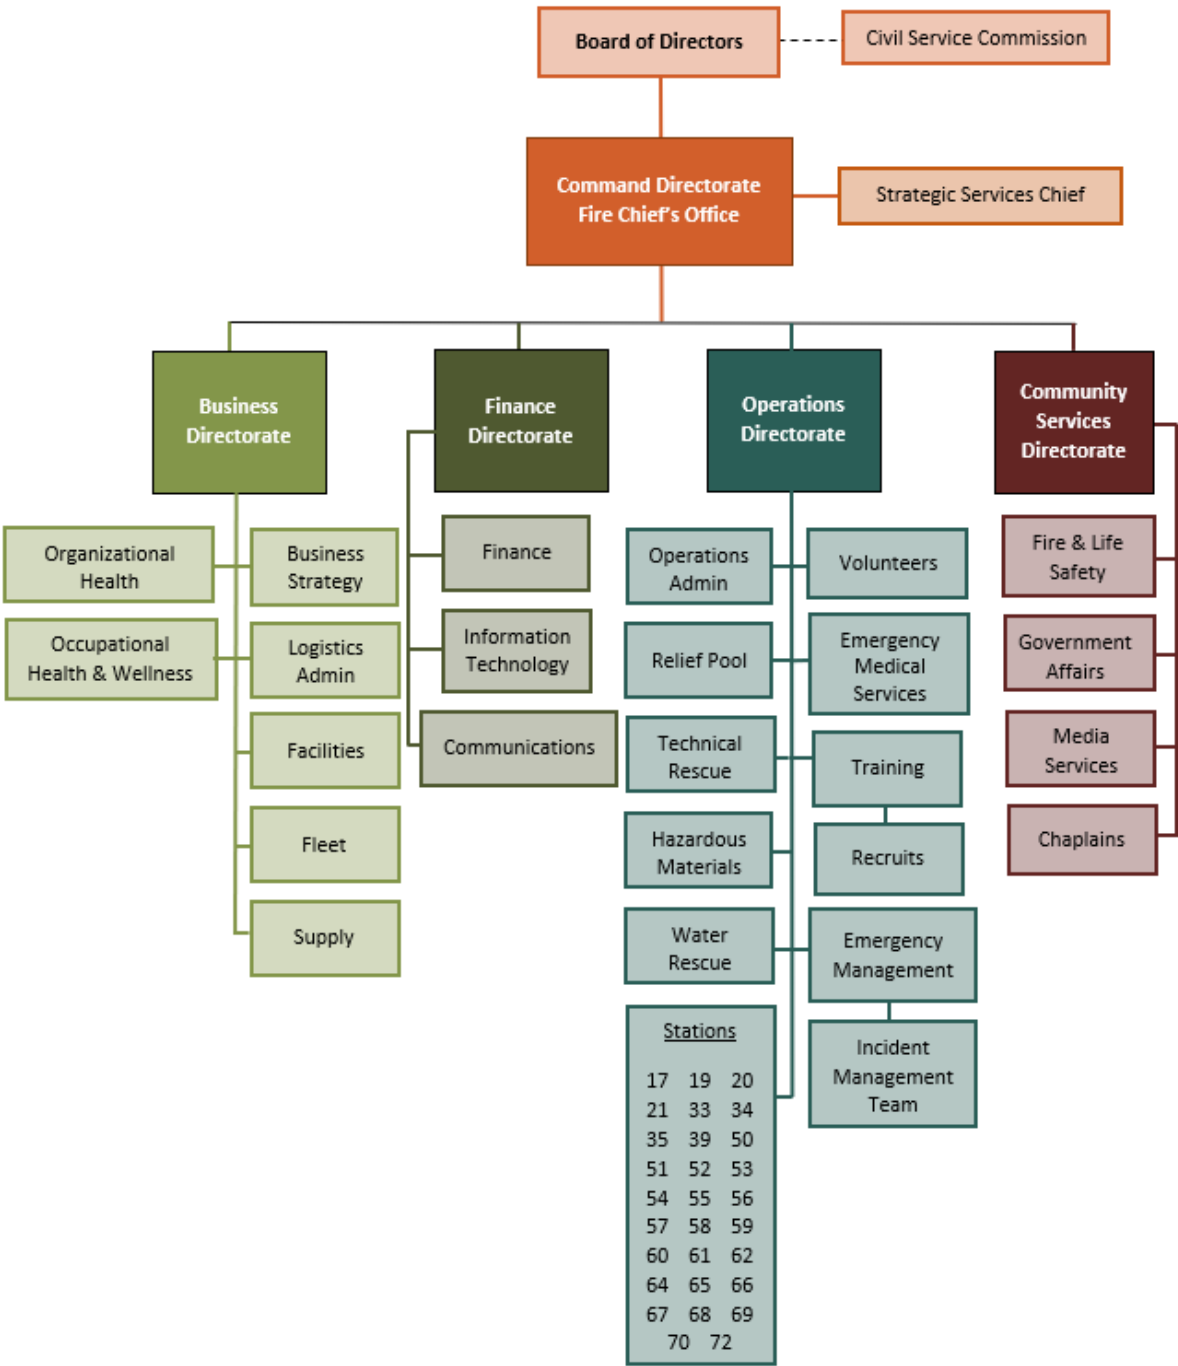 Board of Directors
Civil Service Commission
Command Directorate
Fire Chief's Office
Strategic Services Chief
Business
Directorate
Finance
Directorate
Operations
Directorate
Community
Services
Directorate
Organizational
Health
Business
Strategy
Occupational
Health & Wellness
Logistics
Admin
Facilities
Fleet
Supply
Finance
Information
Technology
Communications
Operations
Admin
Volunteers
Relief Pool
Emergency
Medical
Services
Technical
Rescue
Training
Hazardous
Materials
Recruits
Water
Rescue
Emergency
Management
Incident
Management
Team
Stations
17 19 20
21 33 34
35 39 50
51 52 53
54 55 56
57 58 59
60 61 62
64 65 66
67 68 69
70 72
Fire & Life
Safety
Government
Affairs
Media
Services
Chaplains